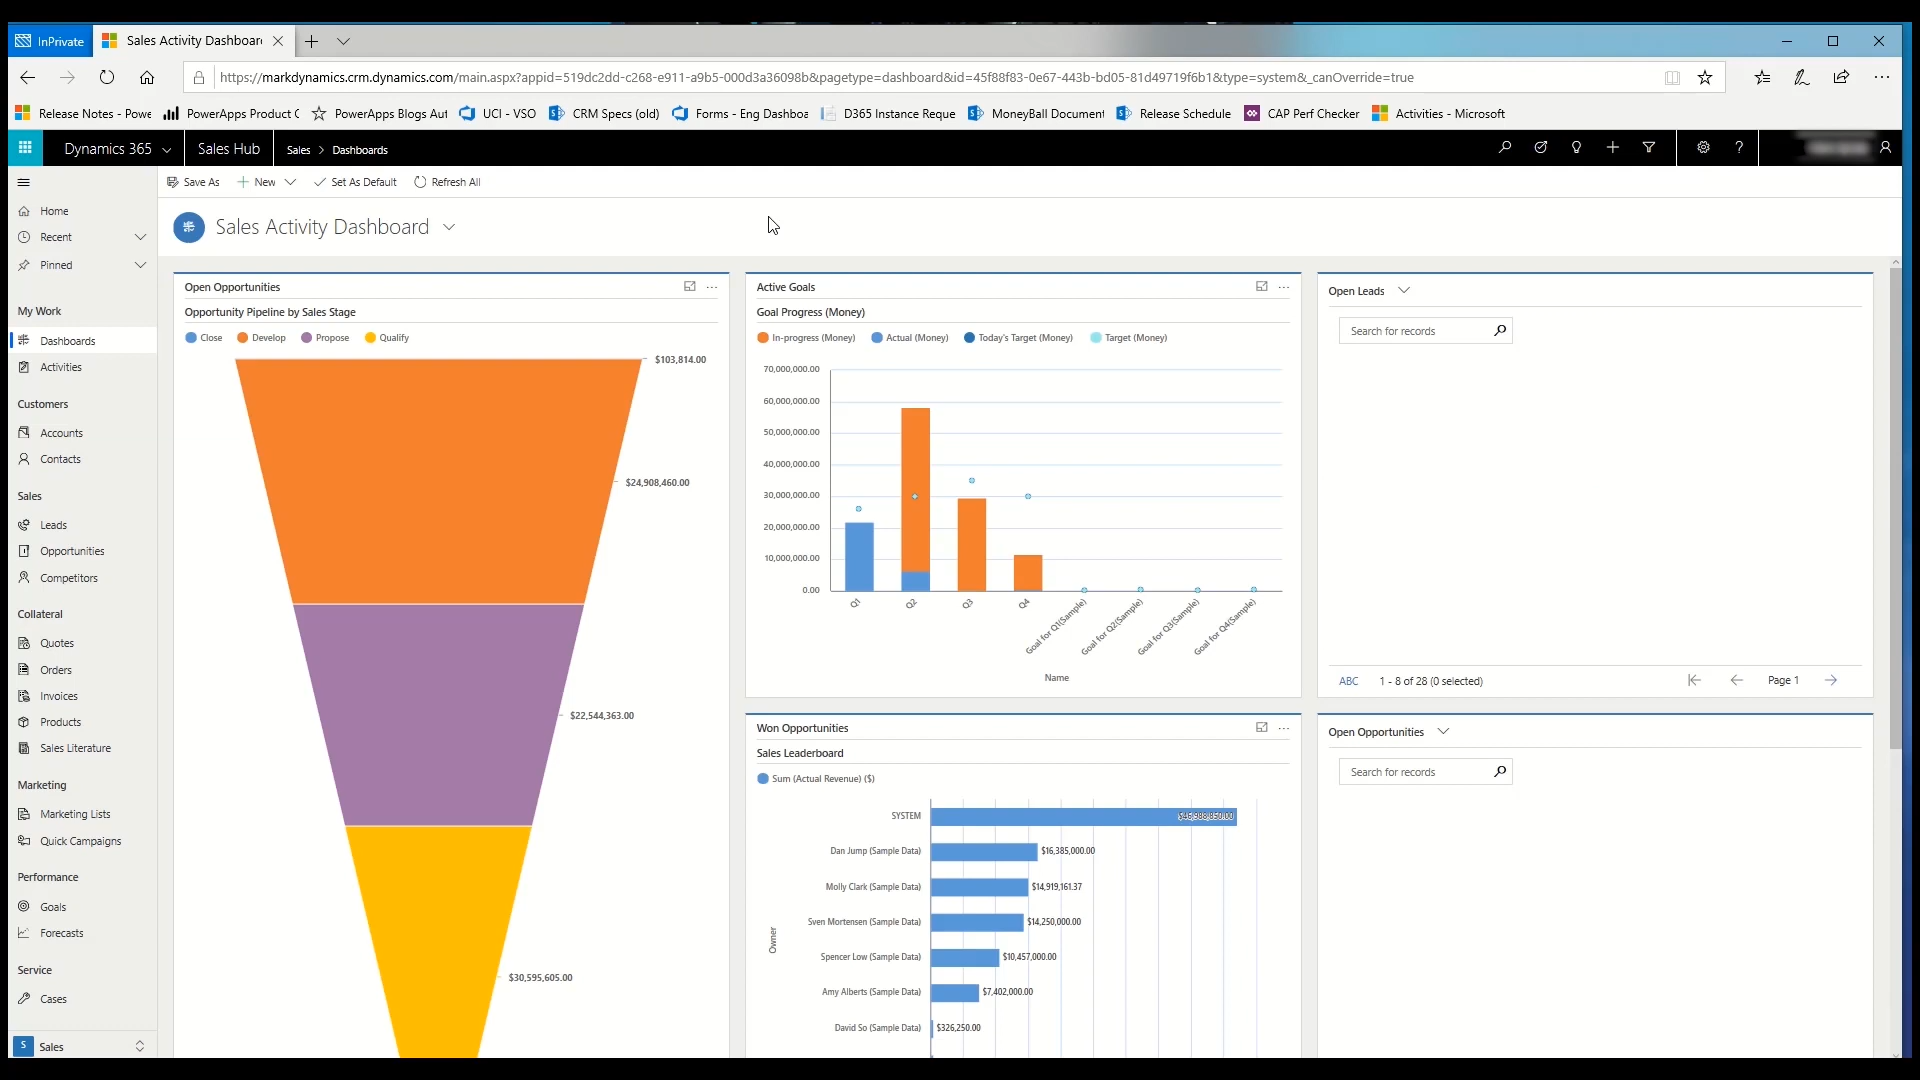 InPrivate
Sales Activity Dashboar
https://markdynamics.crm.dynamics.com/main.aspx?appid=519dc2dd-c268-e911-a9b5-000d3a36098b&pagetype=dashboard&id=45f88f83-0e67-443b-bd05-81d49719f6b1&type=system&_canOverride=true
Release Notes - Powe PowerApps Product C PowerApps Blogs Aut UCI - VSO CRM Specs (old) Forms - Eng Dashboa D365 Instance Reque MoneyBall Document Release Schedule CAP Perf Checker Activities - Microsoft
Dynamics 365 Sales Hub Sales > Dashboards
Save As New Set As Default Refresh All
Home
Recent
Pinned
My Work
Dashboards
Activities
Customers
Accounts
Contacts
Sales
Leads
Opportunities
Competitors
Collateral
Quotes
Orders
Invoices
Products
Sales Literature
Marketing
Marketing Lists
Quick Campaigns
Performance
Goals
Forecasts
Service
Cases
S Sales
Sales Activity Dashboard
Open Opportunities
Opportunity Pipeline by Sales Stage
Close Develop Propose Qualify
$103,814.00
$24,908,460.00
$22,544,363.00
$30,595,605.00
Active Goals
Goal Progress (Money)
In-progress (Money) Actual (Money) Today's Target (Money) Target (Money)
70,000,000.00
60,000,000.00
50,000,000.00
40,000,000.00
30,000,000.00
20,000,000.00
10,000,000.00
0.00
Q1 Q2 Q3 Q4 Goal for Q1(Sample) Goal for Q2(Sample) Goal for Q3(Sample) Goal for Q4(Sample)
Name
Won Opportunities
Sales Leaderboard
Sum (Actual Revenue) ($)
Owner
SYSTEM
Dan Jump (Sample Data) $16,385,000.00
Molly Clark (Sample Data) $14,919,161.37
Sven Mortensen (Sample Data) $14,250,000.00
Spencer Low (Sample Data) $10,457,000.00
Amy Alberts (Sample Data) $7,402,000.00
David So (Sample Data) $326,250.00
Open Leads
Search for records
ABC 1 - 8 of 28 (0 selected) Page 1
Open Opportunities
Search for records